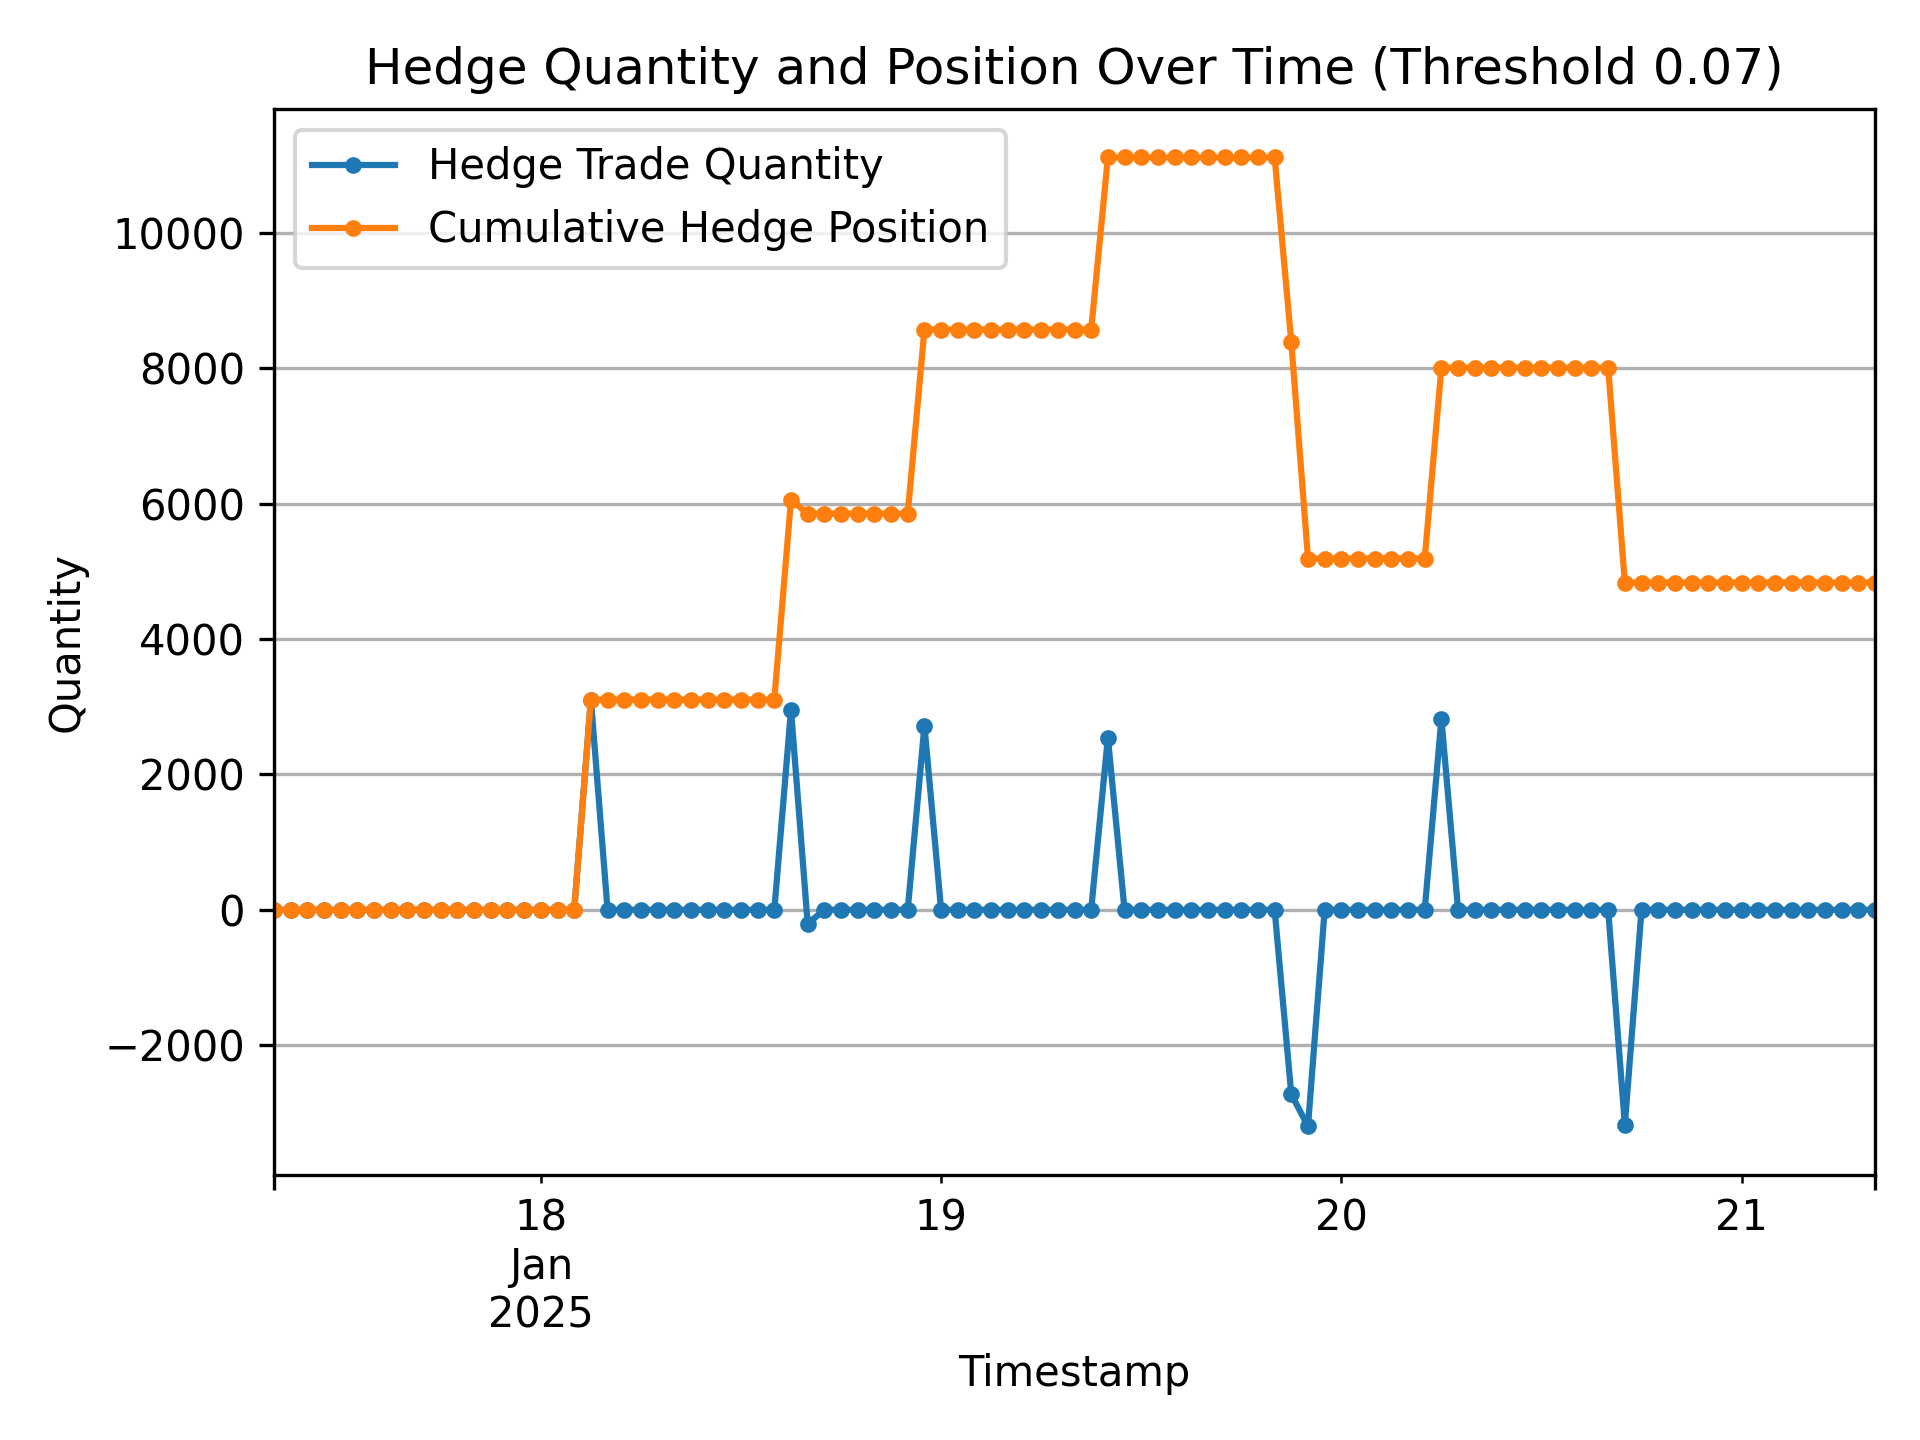 Hedge Quantity and Position Over Time (Threshold 0.07)
Hedge Trade Quantity
Cumulative Hedge Position
10000
8000
6000
4000
2000
0
−2000
Quantity
18
19
20
21
Jan
2025
Timestamp